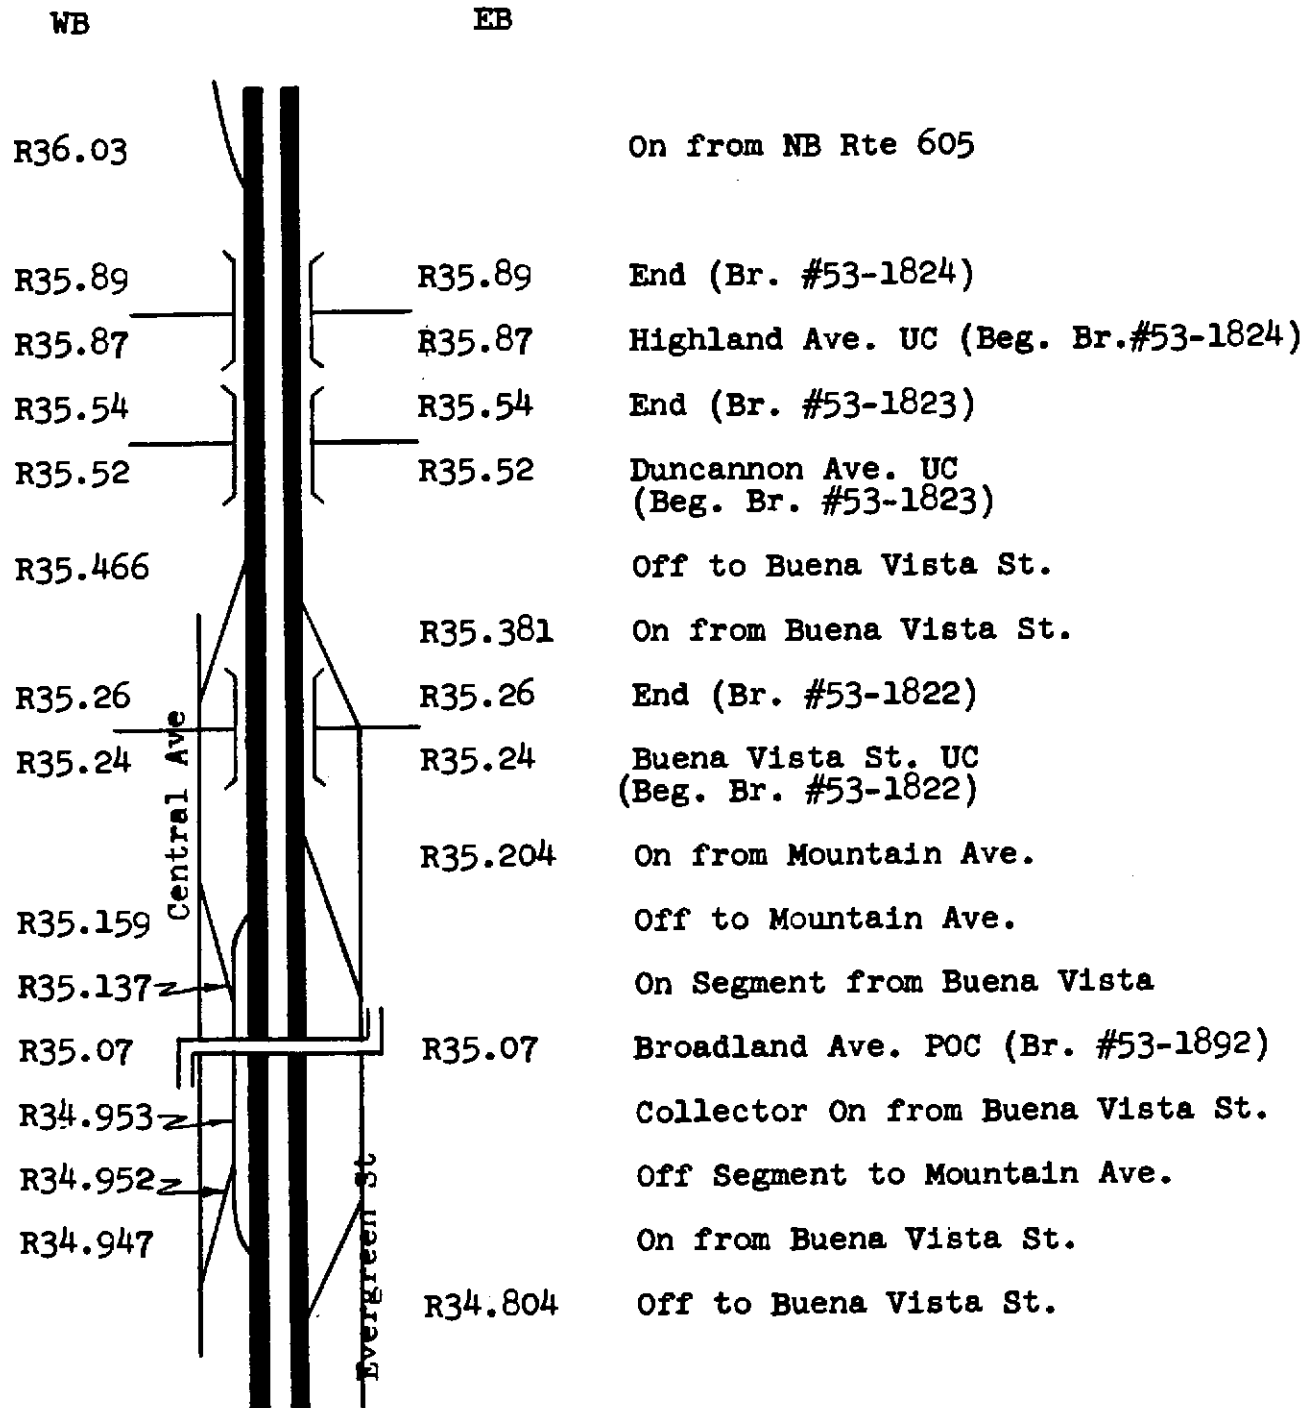 WB EB
R36.03 On from NB Rte 605
R35.89 R35.89 End (Br. #53-1824)
R35.87 R35.87 Highland Ave. UC (Beg. Br.#53-1824)
R35.54 R35.54 End (Br. #53-1823)
R35.52 R35.52 Duncannon Ave. UC
(Beg. Br. #53-1823)
R35.466 Off to Buena Vista St.
R35.381 On from Buena Vista St.
R35.26 R35.26 End (Br. #53-1822)
R35.24 R35.24 Buena Vista St. UC
(Beg. Br. #53-1822)
Central Ave
R35.204 On from Mountain Ave.
R35.159 Off to Mountain Ave.
R35.137 On Segment from Buena Vista
R35.07 R35.07 Broadland Ave. POC (Br. #53-1892)
R34.953 Collector On from Buena Vista St.
R34.952 Off Segment to Mountain Ave.
R34.947 On from Buena Vista St.
Evergreen St
R34.804 Off to Buena Vista St.